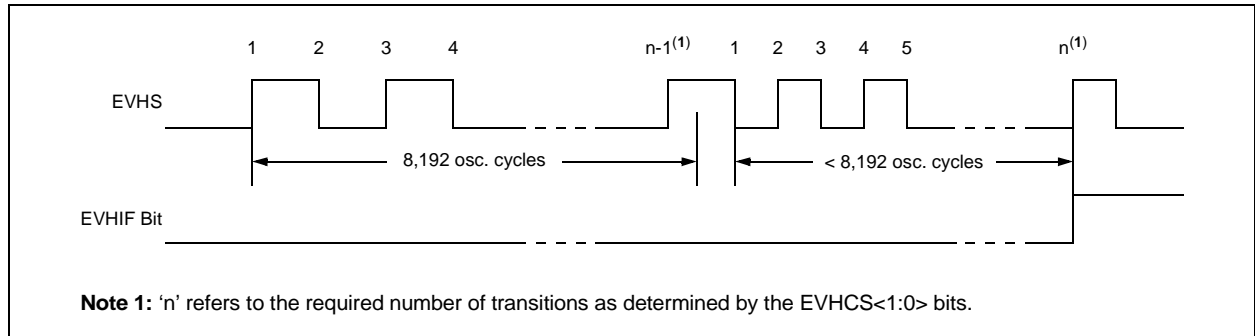 1 2 3 4 n-1(1) 1 2 3 4 5 n(1)
EVHS
8,192 osc. cycles < 8,192 osc. cycles
EVHIF Bit
Note 1: 'n' refers to the required number of transitions as determined by the EVHCS<1:0> bits.